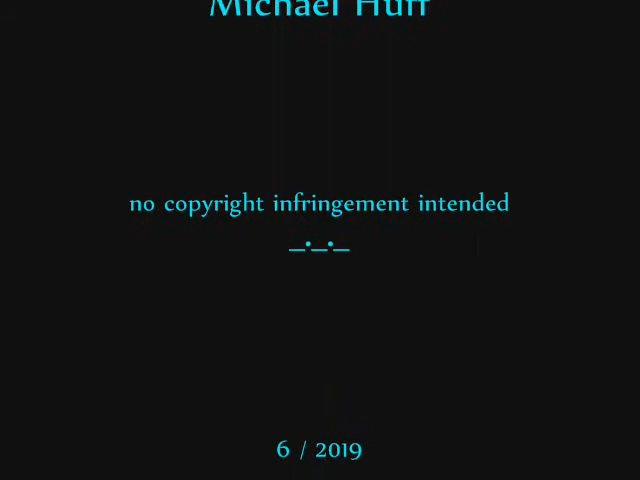 Michael Huff
no copyright infringement intended
_._._
6 / 2019